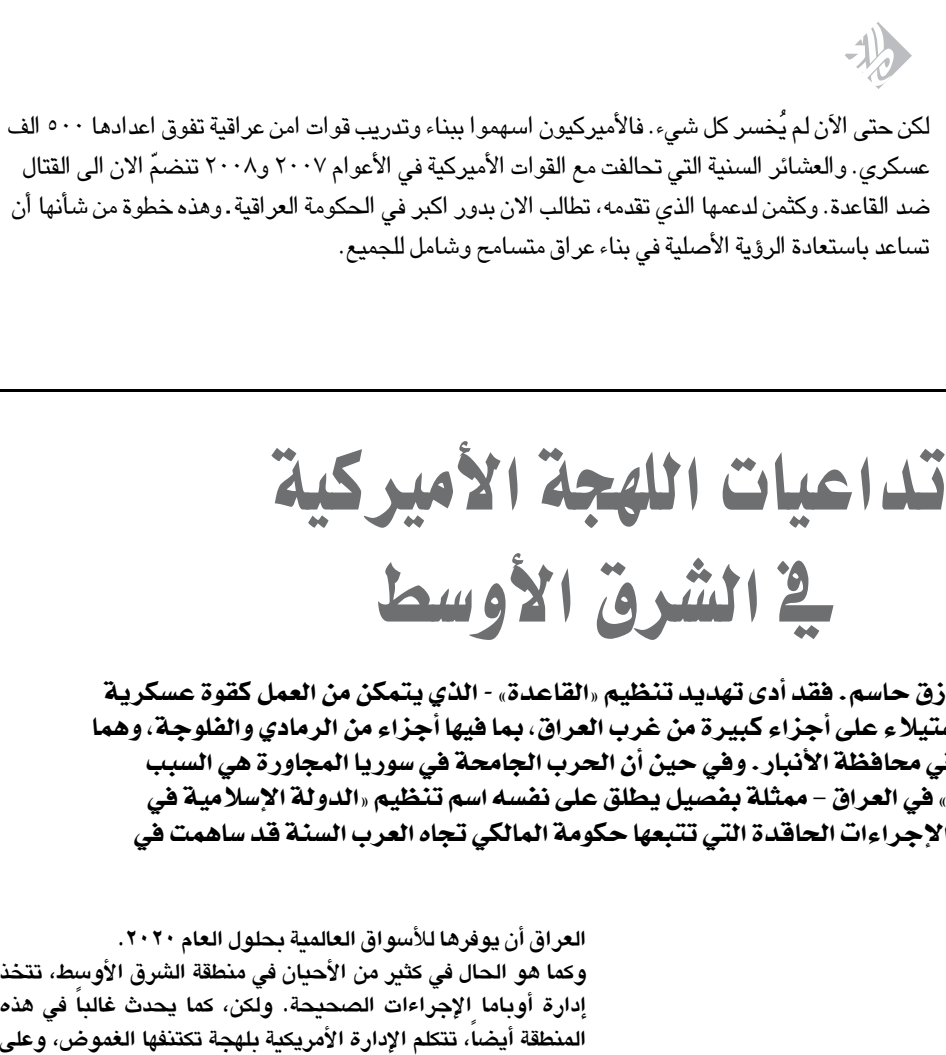 لكن حتى الآن لم يُخسر كل شيء. فالأميركيون اسهموا ببناء وتدريب قوات امن عراقية تفوق اعدادها ٥٠٠ الف
عسكري. والعشائر السنية التي تحالفت مع القوات الأميركية في الأعوام ٢٠٠٧ و٢٠٠٨ تنضمّ الان الى القتال
ضد القاعدة. وكثمن لدعمها الذي تقدمه، تطالب الان بدور اكبر في الحكومة العراقية. وهذه خطوة من شأنها أن
تساعد باستعادة الرؤية الأصلية في بناء عراق متسامح وشامل للجميع.
تداعيات اللهجة الأميركية
في الشرق الأوسط
حاسم. فقد أدى تهديد تنظيم «القاعدة» - الذي يتمكن من العمل كقوة عسكرية
على أجزاء كبيرة من غرب العراق، بما فيها أجزاء من الرمادي والفلوجة، وهما
محافظة الأنبار. وفي حين أن الحرب الجامحة في سوريا المجاورة هي السبب
» في العراق – ممثلة بفصيل يطلق على نفسه اسم تنظيم «الدولة الإسلامية في
الإجراءات الحاقدة التي تتبعها حكومة المالكي تجاه العرب السنة قد ساهمت في
العراق أن يوفرها للأسواق العالمية بحلول العام ٢٠٢٠.
وكما هو الحال في كثير من الأحيان في منطقة الشرق الأوسط، تتخذ
إدارة أوباما الإجراءات الصحيحة. ولكن، كما يحدث غالباً في هذه
المنطقة أيضاً، تتكلم الإدارة الأمريكية بلهجة تكتنفها الغموض، وعلى